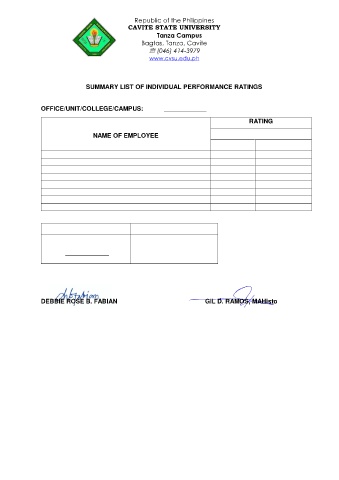 Republic of the Philippines
CAVITE STATE UNIVERSITY
Tanza Campus
Bagtas, Tanza, Cavite
☏ (046) 414-3979
www.cvsu.edu.ph
SUMMARY LIST OF INDIVIDUAL PERFORMANCE RATINGS
OFFICE/UNIT/COLLEGE/CAMPUS: ____________
NAME OF EMPLOYEE
RATING
DEBBIE ROSE B. FABIAN
GIL D. RAMOS, MAHisto